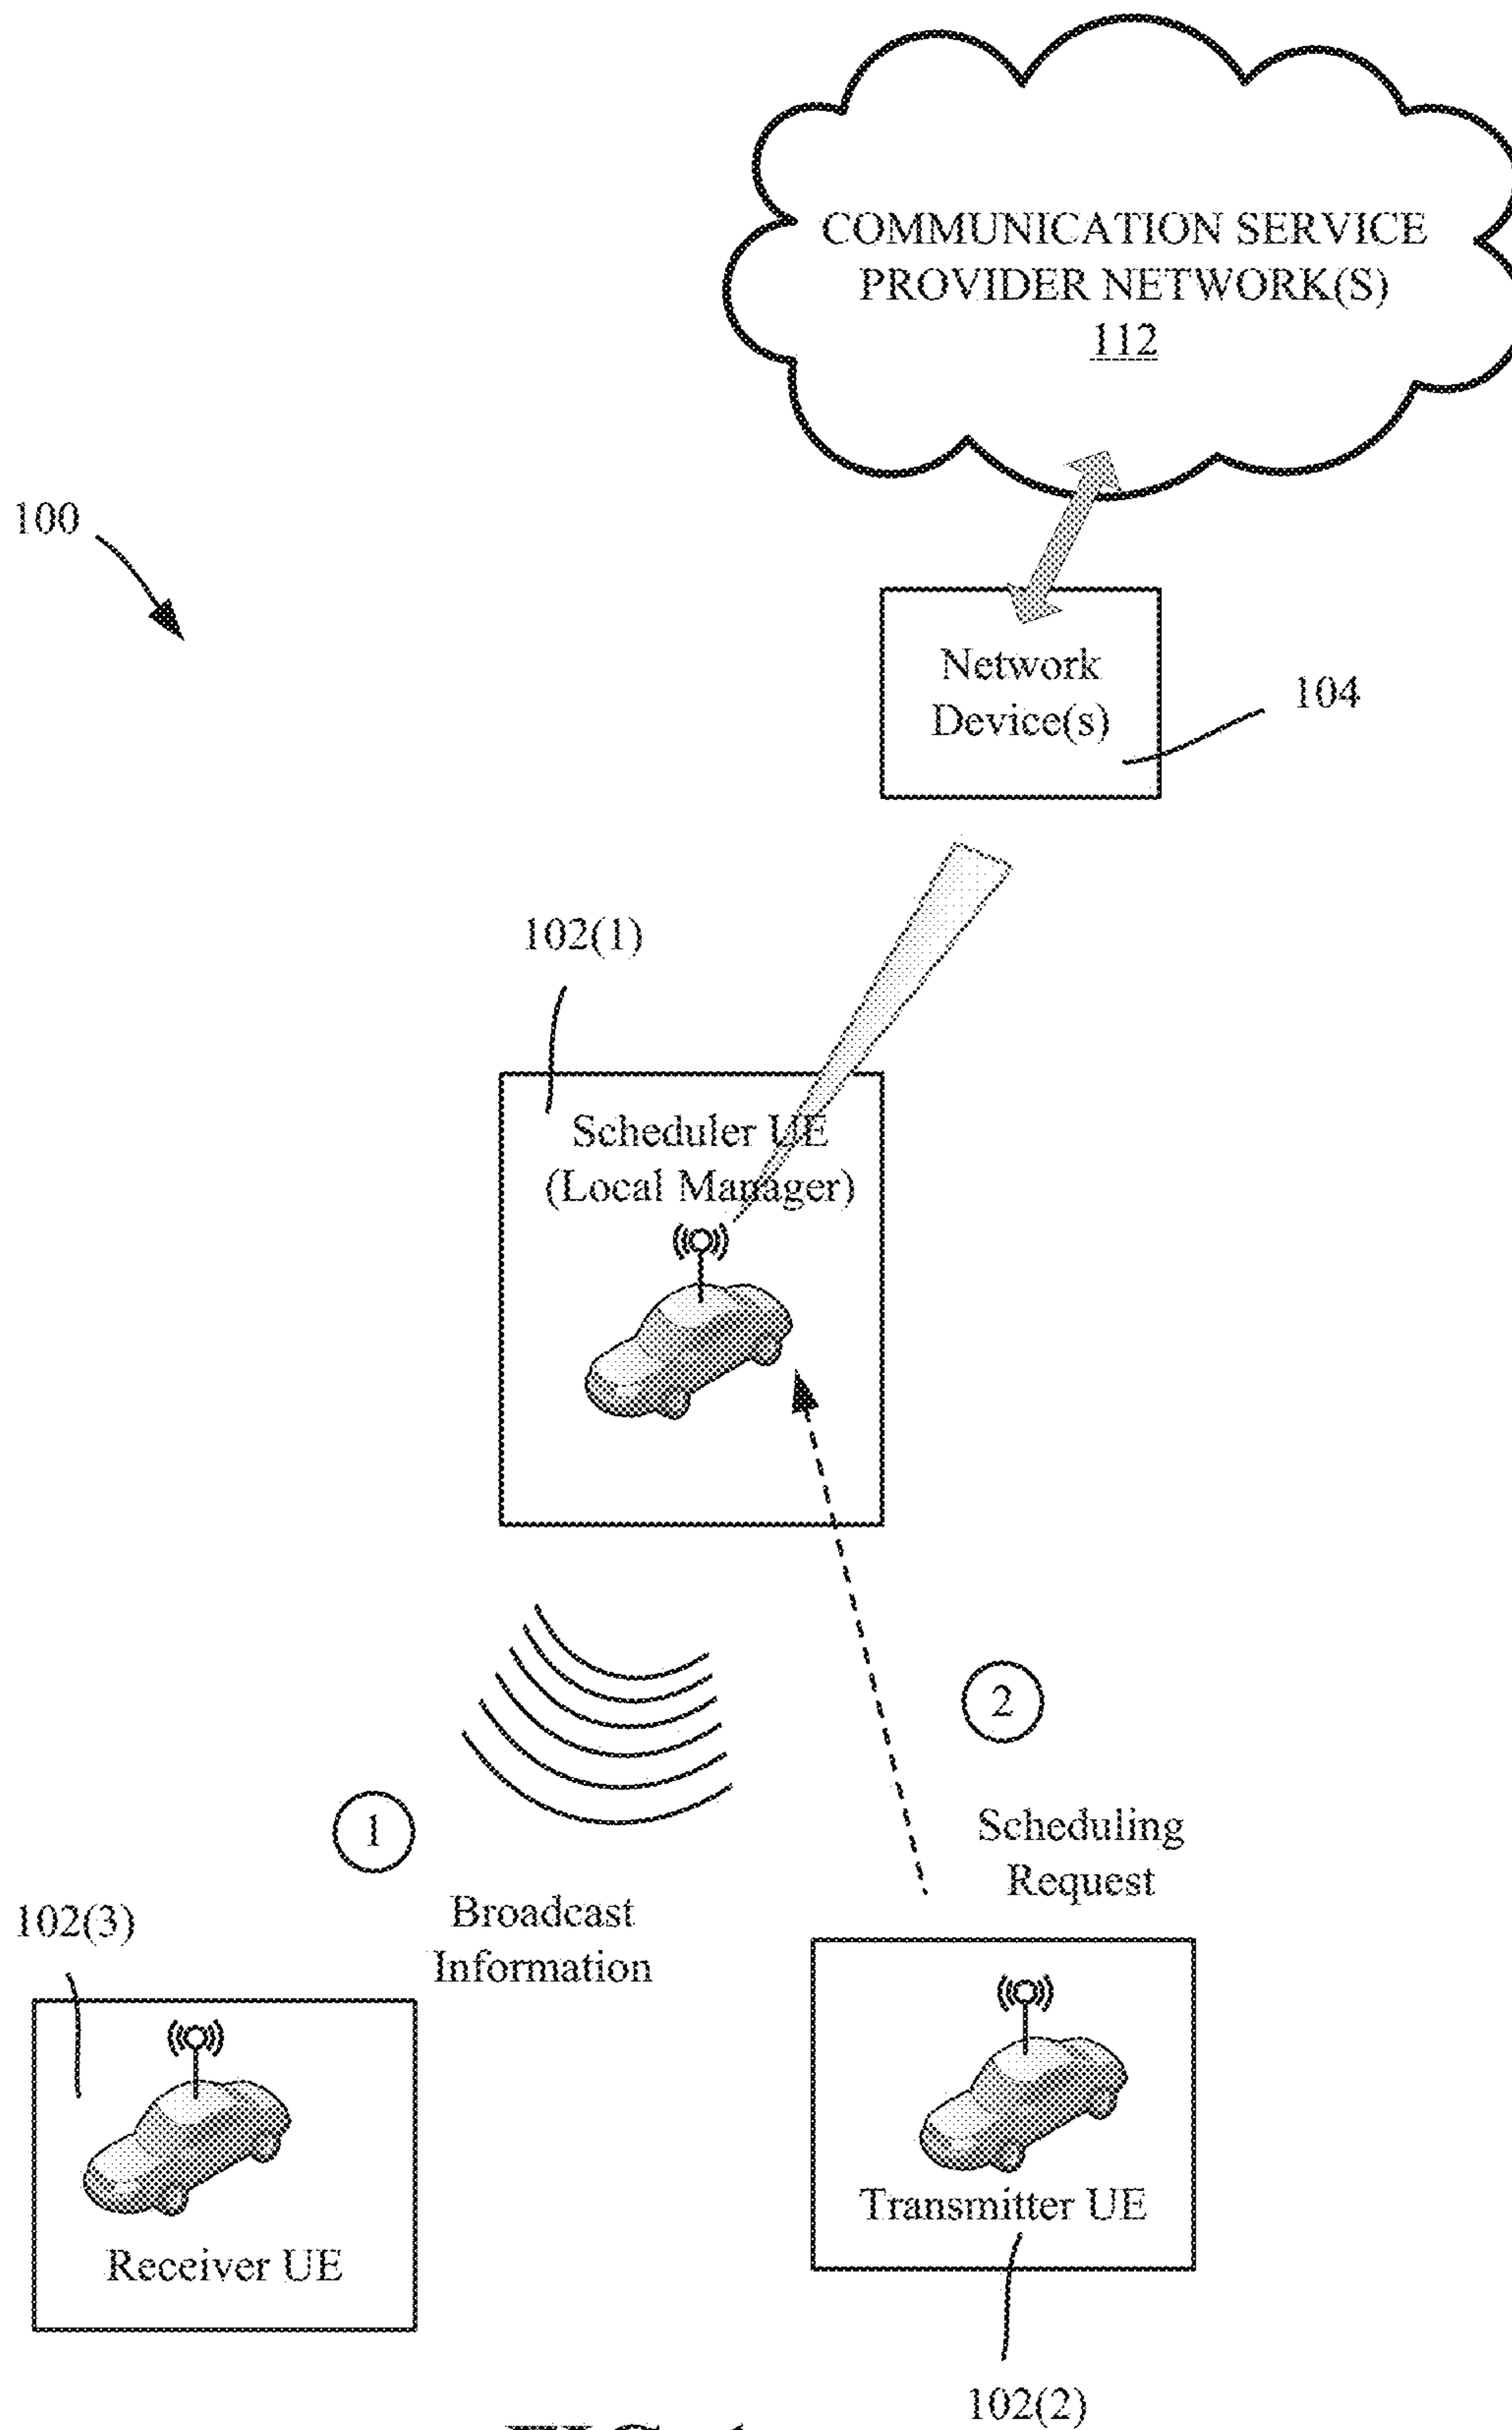 COMMUNICATION SERVICE
PROVIDER NETWORK(S)
112
100
Network
Device(s)
104
102(1)
Scheduler UE
(Local Manager)
2
1
Scheduling
Request
Broadcast
Information
102(3)
Receiver UE
Transmitter UE
102(2)